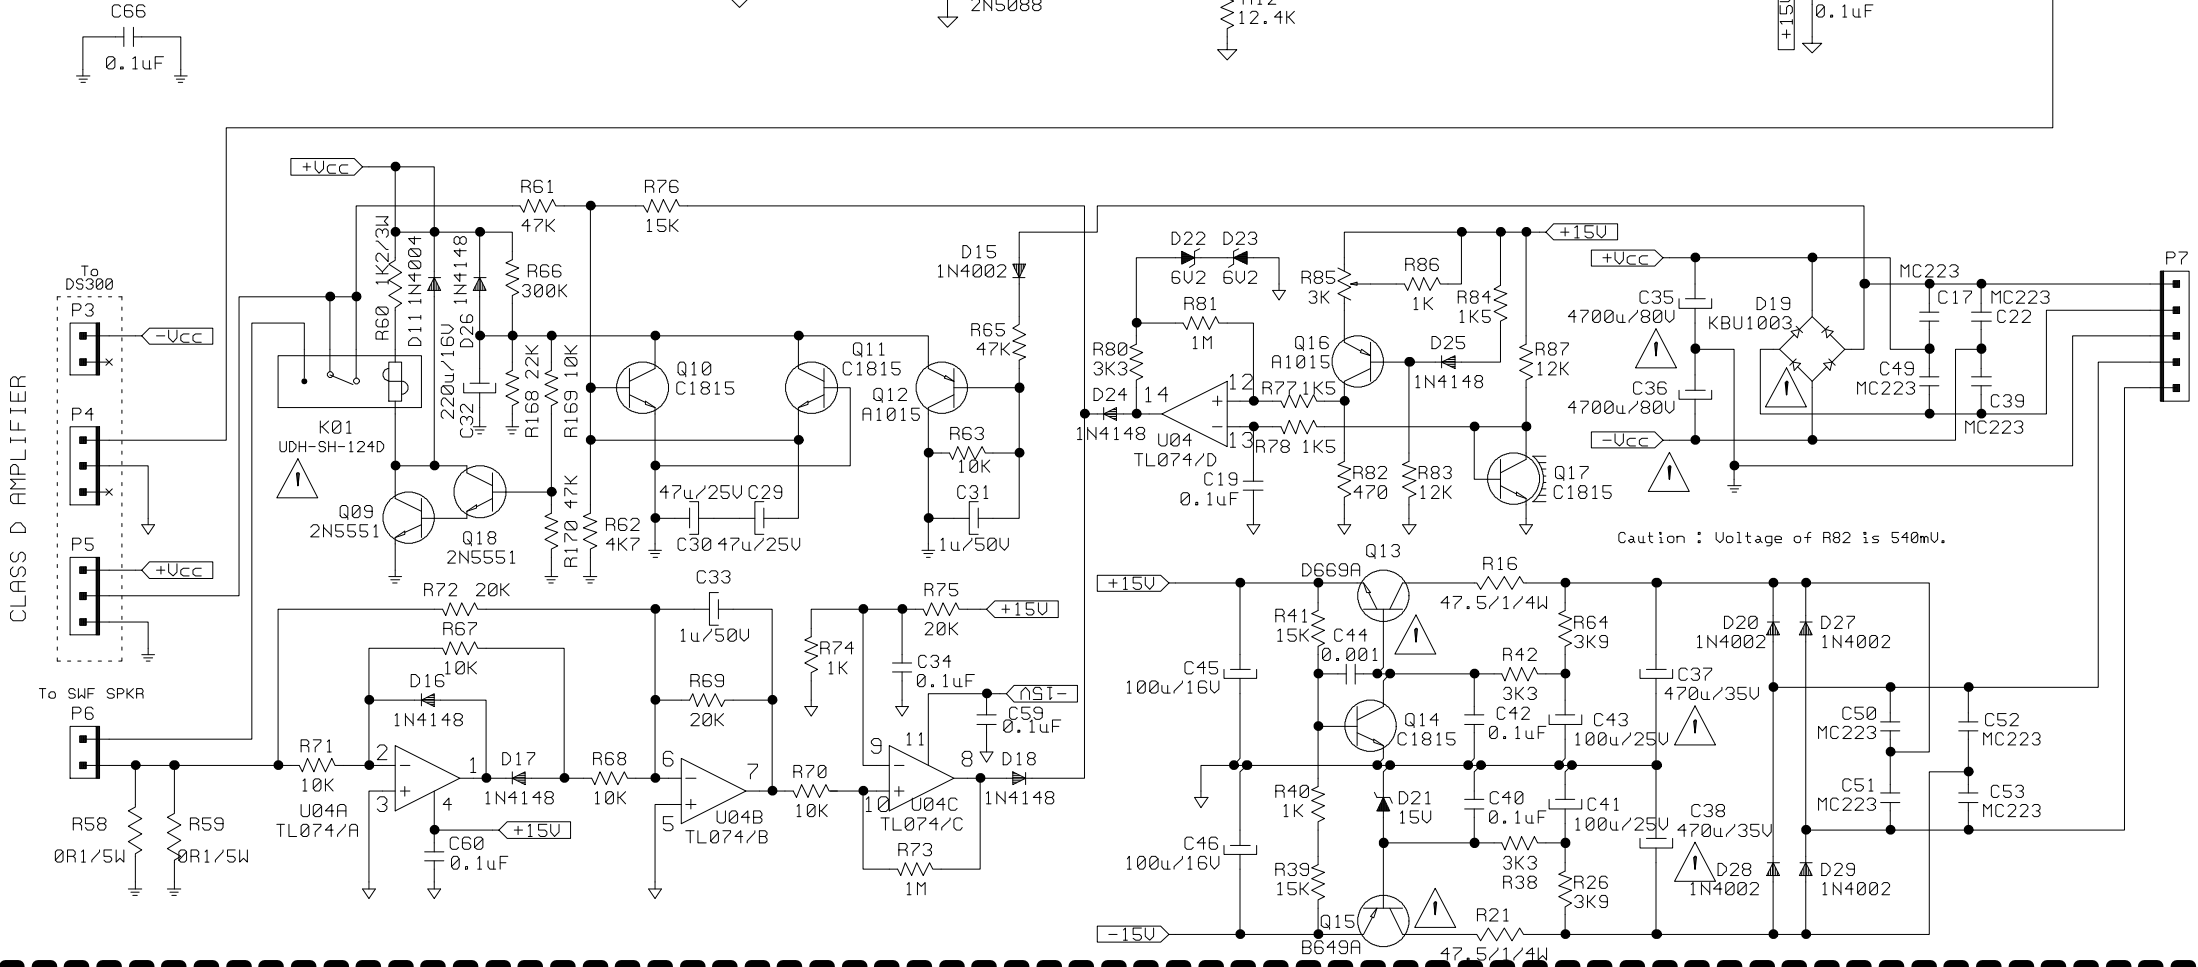 C66
0.1uF
2N5088
12.4K
+15V
0.1uF
+Vcc
R61
47K
R76
15K
R60 1K2/3W
D11 1N4004
D26 1N4148
R66
300K
D15
1N4002
D22
6V2
D23
6V2
R81
1M
R80
3K3
R85
3K
R86
1K
R84
1K5
+15V
+Vcc
C35
4700u/80V
C36
4700u/80V
-Vcc
D19
KBU1003
MC223
C17
MC223
C22
C49
MC223
C39
MC223
P7
To
DS300
P3
-Vcc
P4
P5
+Vcc
CLASS D AMPLIFIER
K01
UDH-SH-124D
220u/16V
C32
R168 22K
R169 10K
Q10
C1815
Q11
C1815
Q12
A1015
R65
47K
R63
10K
C31
1u/50V
D24
1N4148
14
12
13
U04
TL074/D
R77 1K5
R78 1K5
C19
0.1uF
Q16
A1015
D25
1N4148
R87
12K
R82
470
R83
12K
Q17
C1815
Caution : Voltage of R82 is 540mV.
Q09
2N5551
Q18
2N5551
R170 47K
R62
4K7
47u/25V
C29
C30
47u/25V
R72 20K
R67
10K
D16
1N4148
C33
1u/50V
R69
20K
R74
1K
R75
20K
+15V
C34
0.1uF
-15V
C59
0.1uF
To SWF SPKR
P6
R71
10K
2
3
1
4
U04A
TL074/A
D17
1N4148
R68
10K
6
5
7
U04B
TL074/B
R70
10K
9
10
11
8
U04C
TL074/C
D18
1N4148
R73
1M
R58
0R1/5W
R59
0R1/5W
+15V
C60
0.1uF
+15V
Q13
D669A
R16
47.5/1/4W
R41
15K
C44
0.001
R64
3K9
R42
3K3
C45
100u/16V
Q14
C1815
C42
0.1uF
C43
100u/25V
C37
470u/35V
D20
1N4002
D27
1N4002
C50
MC223
C52
MC223
C51
MC223
C53
MC223
R40
1K
D21
15V
C40
0.1uF
C41
100u/25V
C38
470u/35V
C46
100u/16V
R39
15K
3K3
R38
R26
3K9
D28
1N4002
D29
1N4002
-15V
Q15
B649A
R21
47.5/1/4W